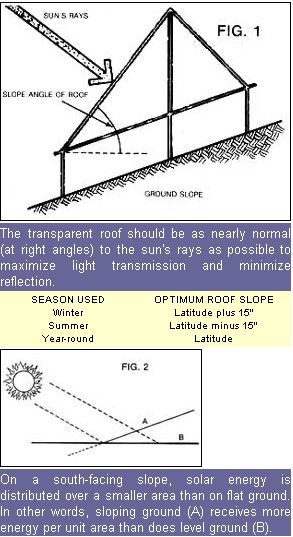 SUN'S RAYS
FIG. 1
SLOPE ANGLE OF ROOF
GROUND SLOPE
The transparent roof should be as nearly normal
(at right angles) to the sun's rays as possible to
maximize light transmission and minimize
reflection.
SEASON USED OPTIMUM ROOF SLOPE
Winter Latitude plus 15"
Summer Latitude minus 15"
Year-round Latitude
FIG. 2
A
B
On a south-facing slope, solar energy is
distributed over a smaller area than on flat ground.
In other words, sloping ground (A) receives more
energy per unit area than does level ground (B).